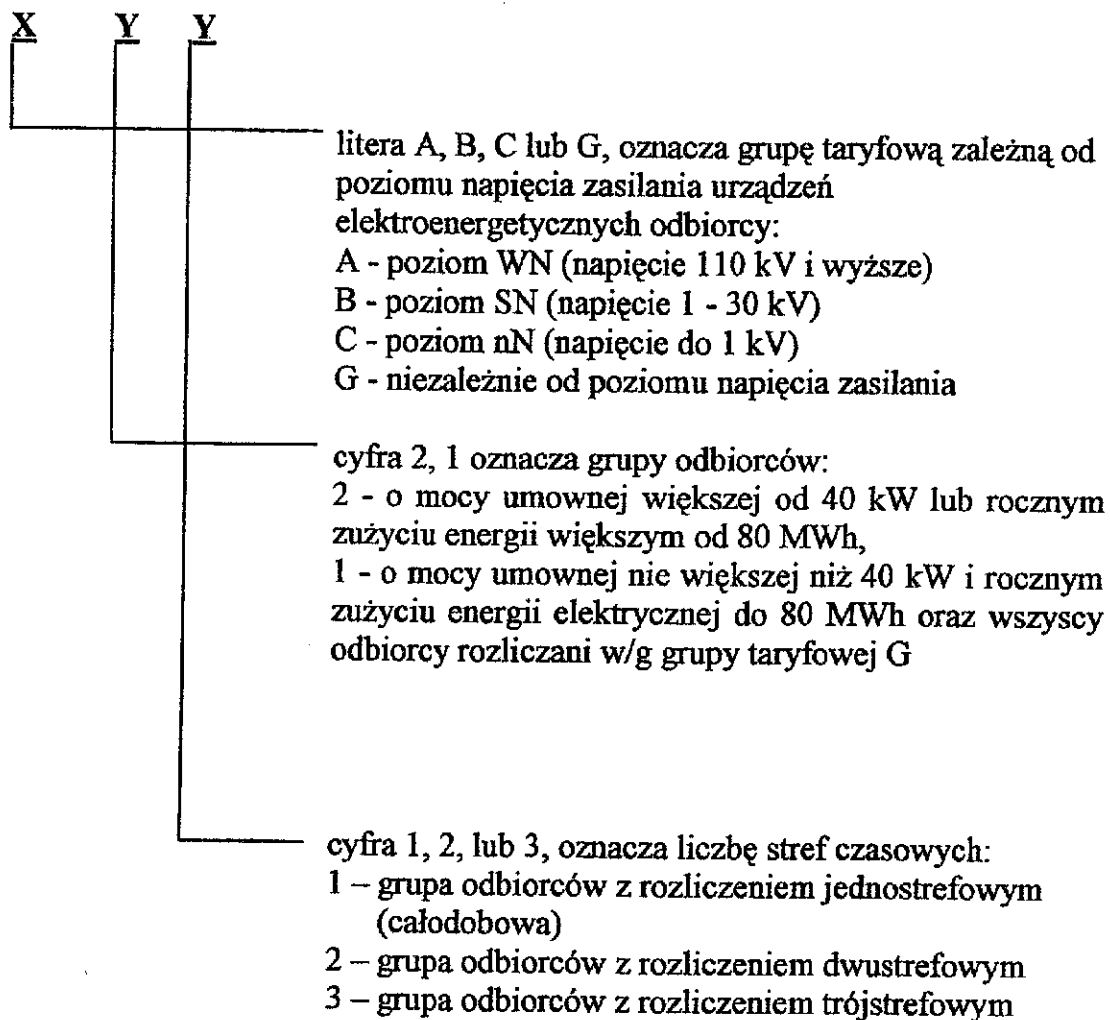 X Y Y
litera A, B, C lub G, oznacza grupę taryfową zależną od
poziomu napięcia zasilania urządzeń
elektroenergetycznych odbiorcy:
A - poziom WN (napięcie 110 kV i wyższe)
B - poziom SN (napięcie 1 - 30 kV)
C - poziom nN (napięcie do 1 kV)
G - niezależnie od poziomu napięcia zasilania
cyfra 2, 1 oznacza grupy odbiorców:
2 - o mocy umownej większej od 40 kW lub rocznym
zużyciu energii większym od 80 MWh,
1 - o mocy umownej nie większej niż 40 kW i rocznym
zużyciu energii elektrycznej do 80 MWh oraz wszyscy
odbiorcy rozliczani w/g grupy taryfowej G
cyfra 1, 2, lub 3, oznacza liczbę stref czasowych:
1 – grupa odbiorców z rozliczeniem jednostrefowym
(całodobowa)
2 – grupa odbiorców z rozliczeniem dwustrefowym
3 – grupa odbiorców z rozliczeniem trójstrefowym